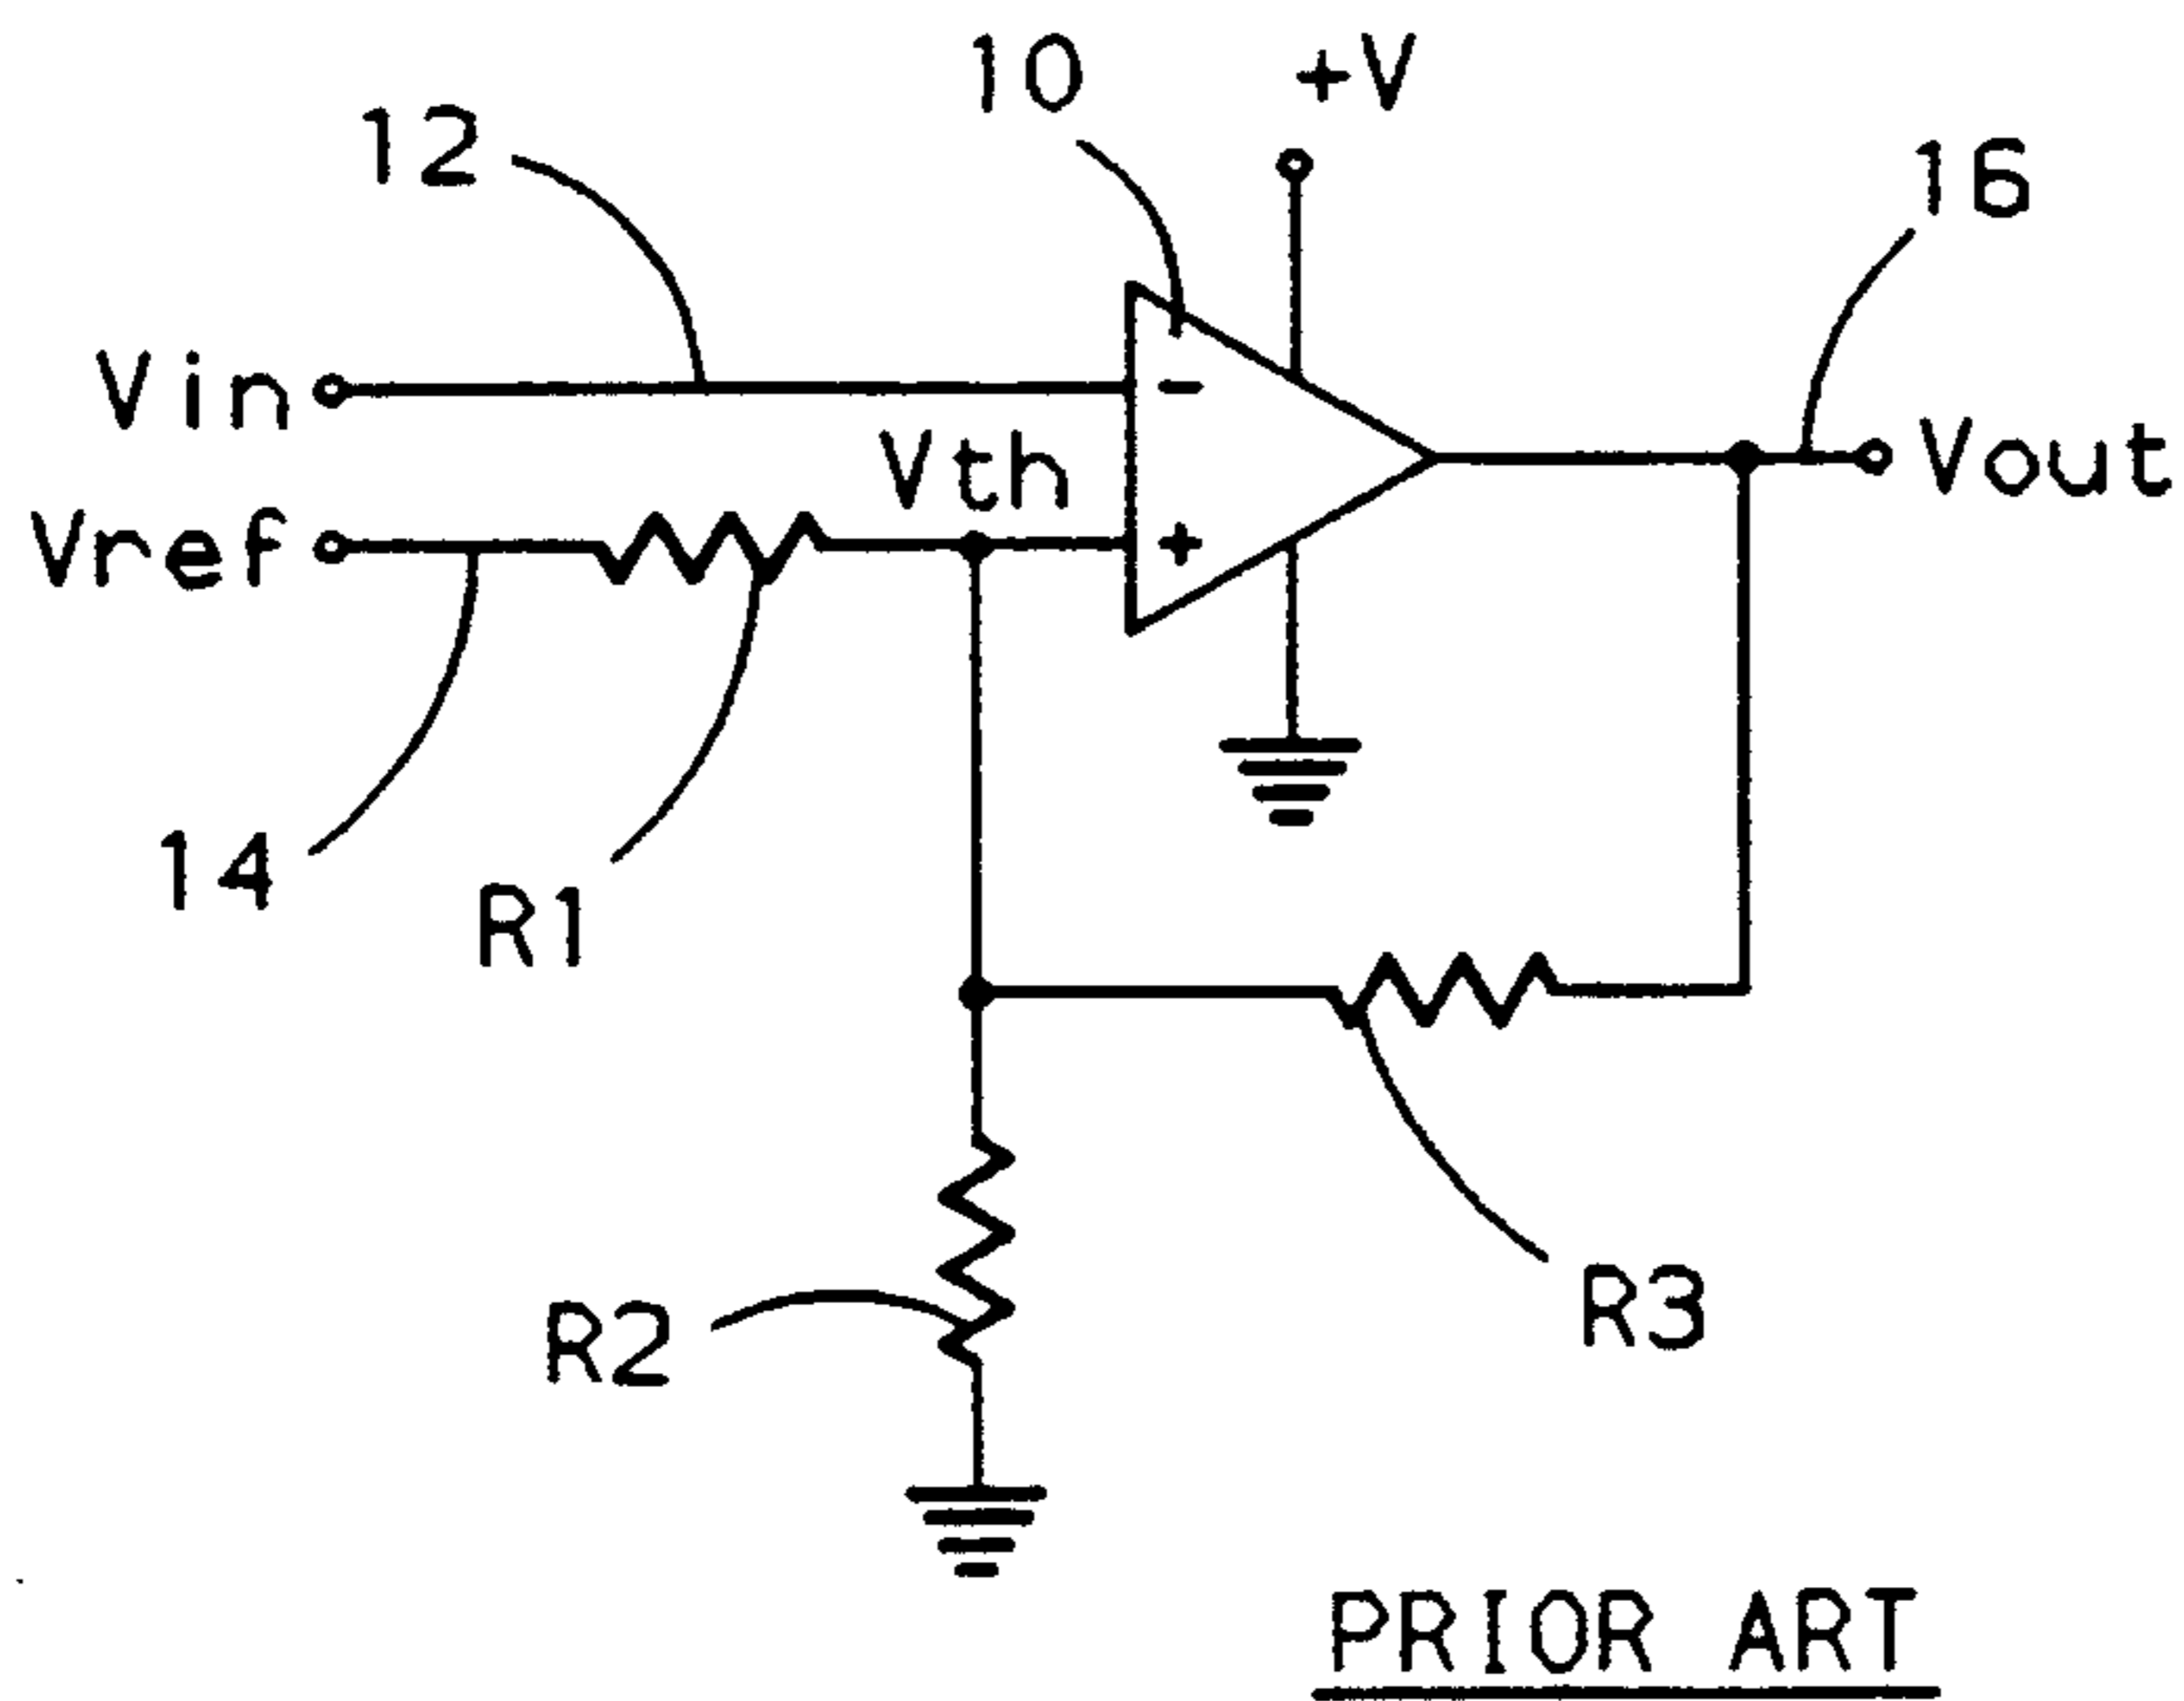 10
+V
12
16
Vin
-
Vth
Vout
Vref
+
14
R1
R3
R2
PRIOR ART